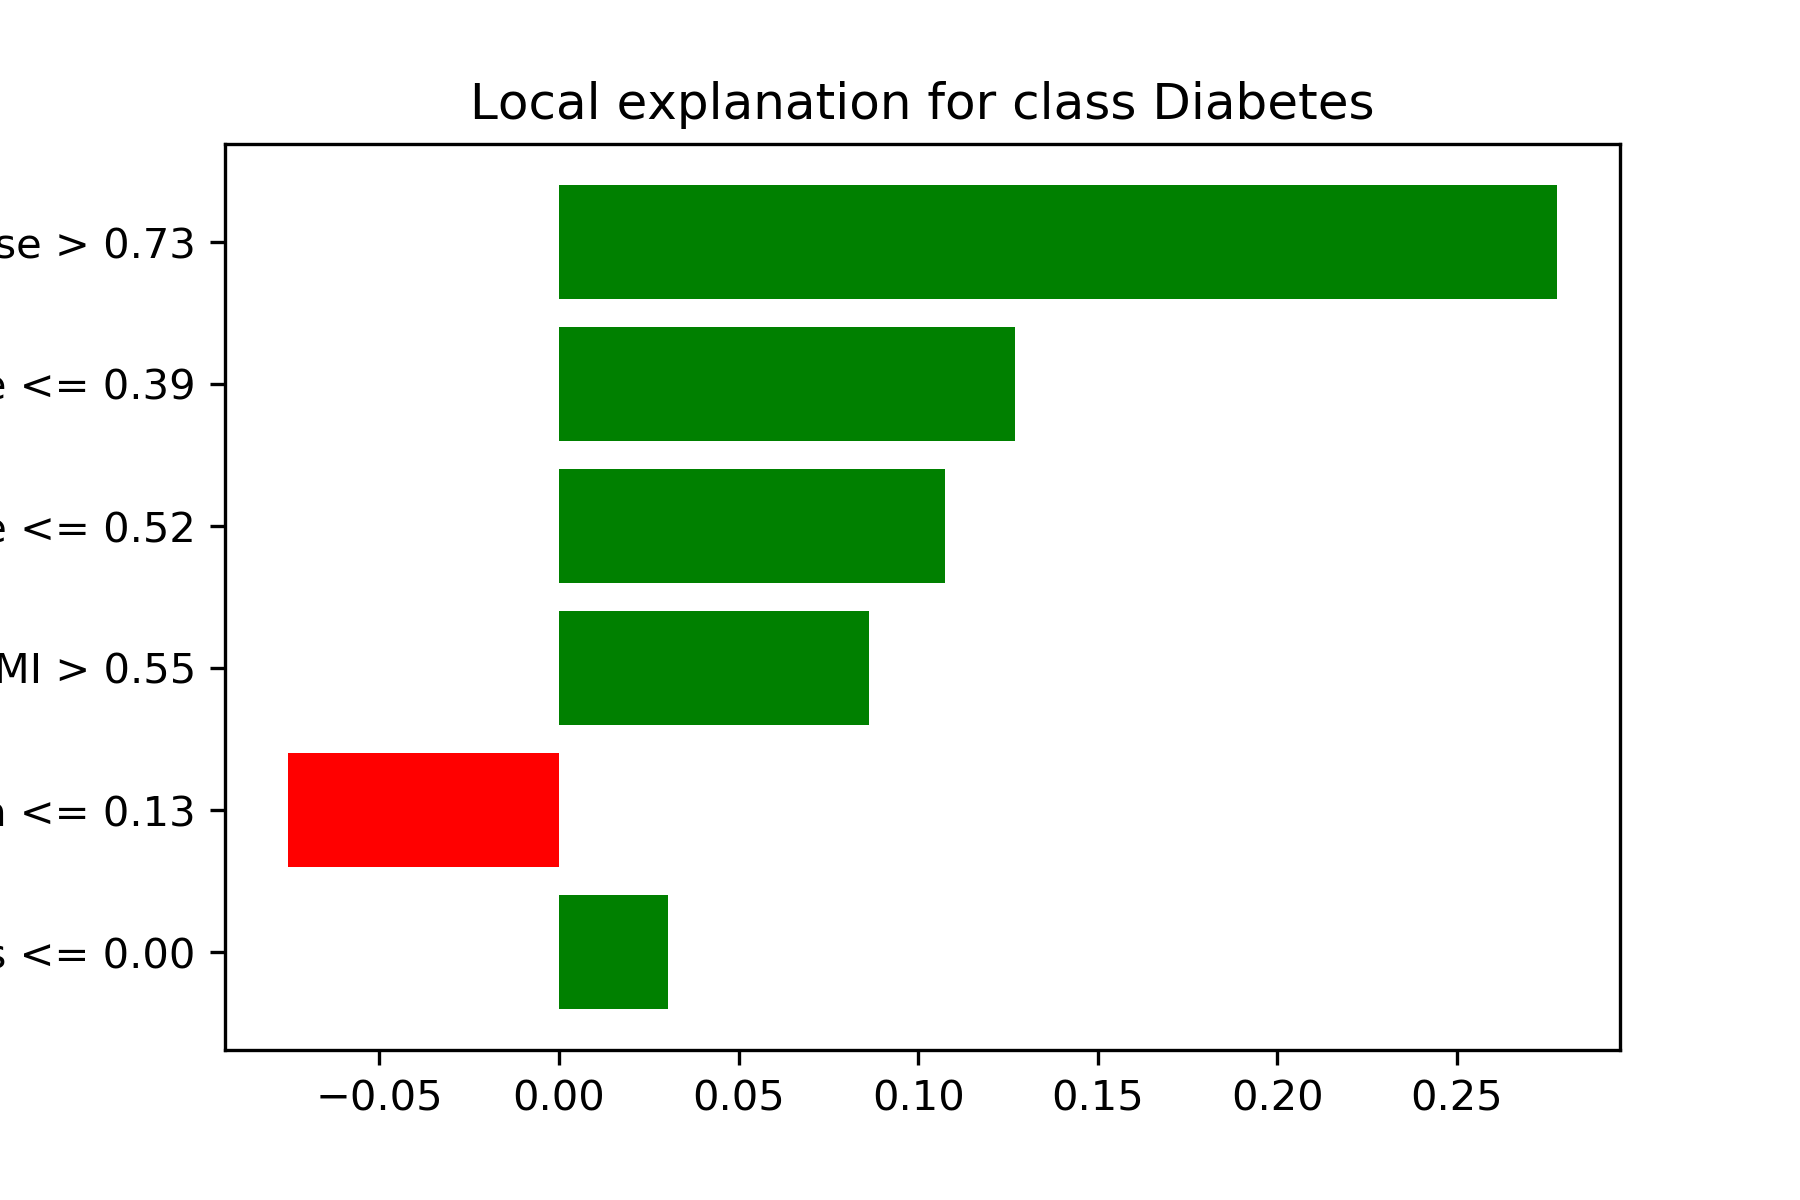 Local explanation for class Diabetes
se > 0.73
e <= 0.39
e <= 0.52
MI > 0.55
n <= 0.13
s <= 0.00
−0.05 0.00 0.05 0.10 0.15 0.20 0.25